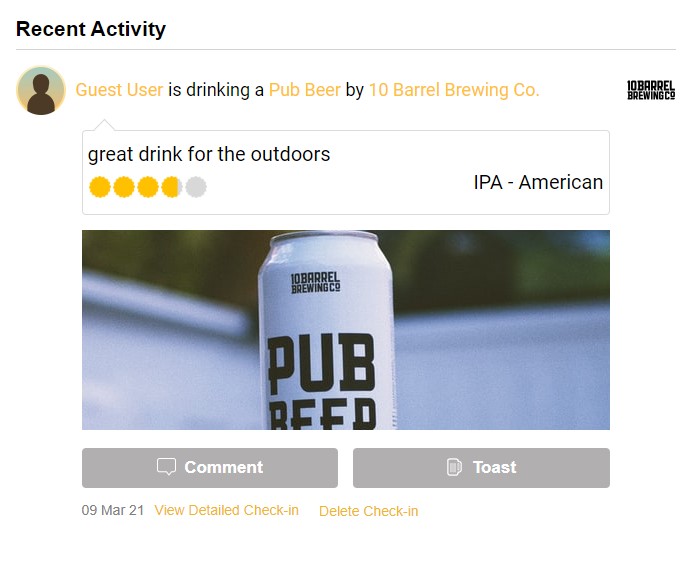 Recent Activity
Guest User is drinking a Pub Beer by 10 Barrel Brewing Co.
10 BARREL
BREWING CO
great drink for the outdoors
IPA - American
10 BARREL
BREWING CO
PUB
BEER
Comment
Toast
09 Mar 21 View Detailed Check-in Delete Check-in